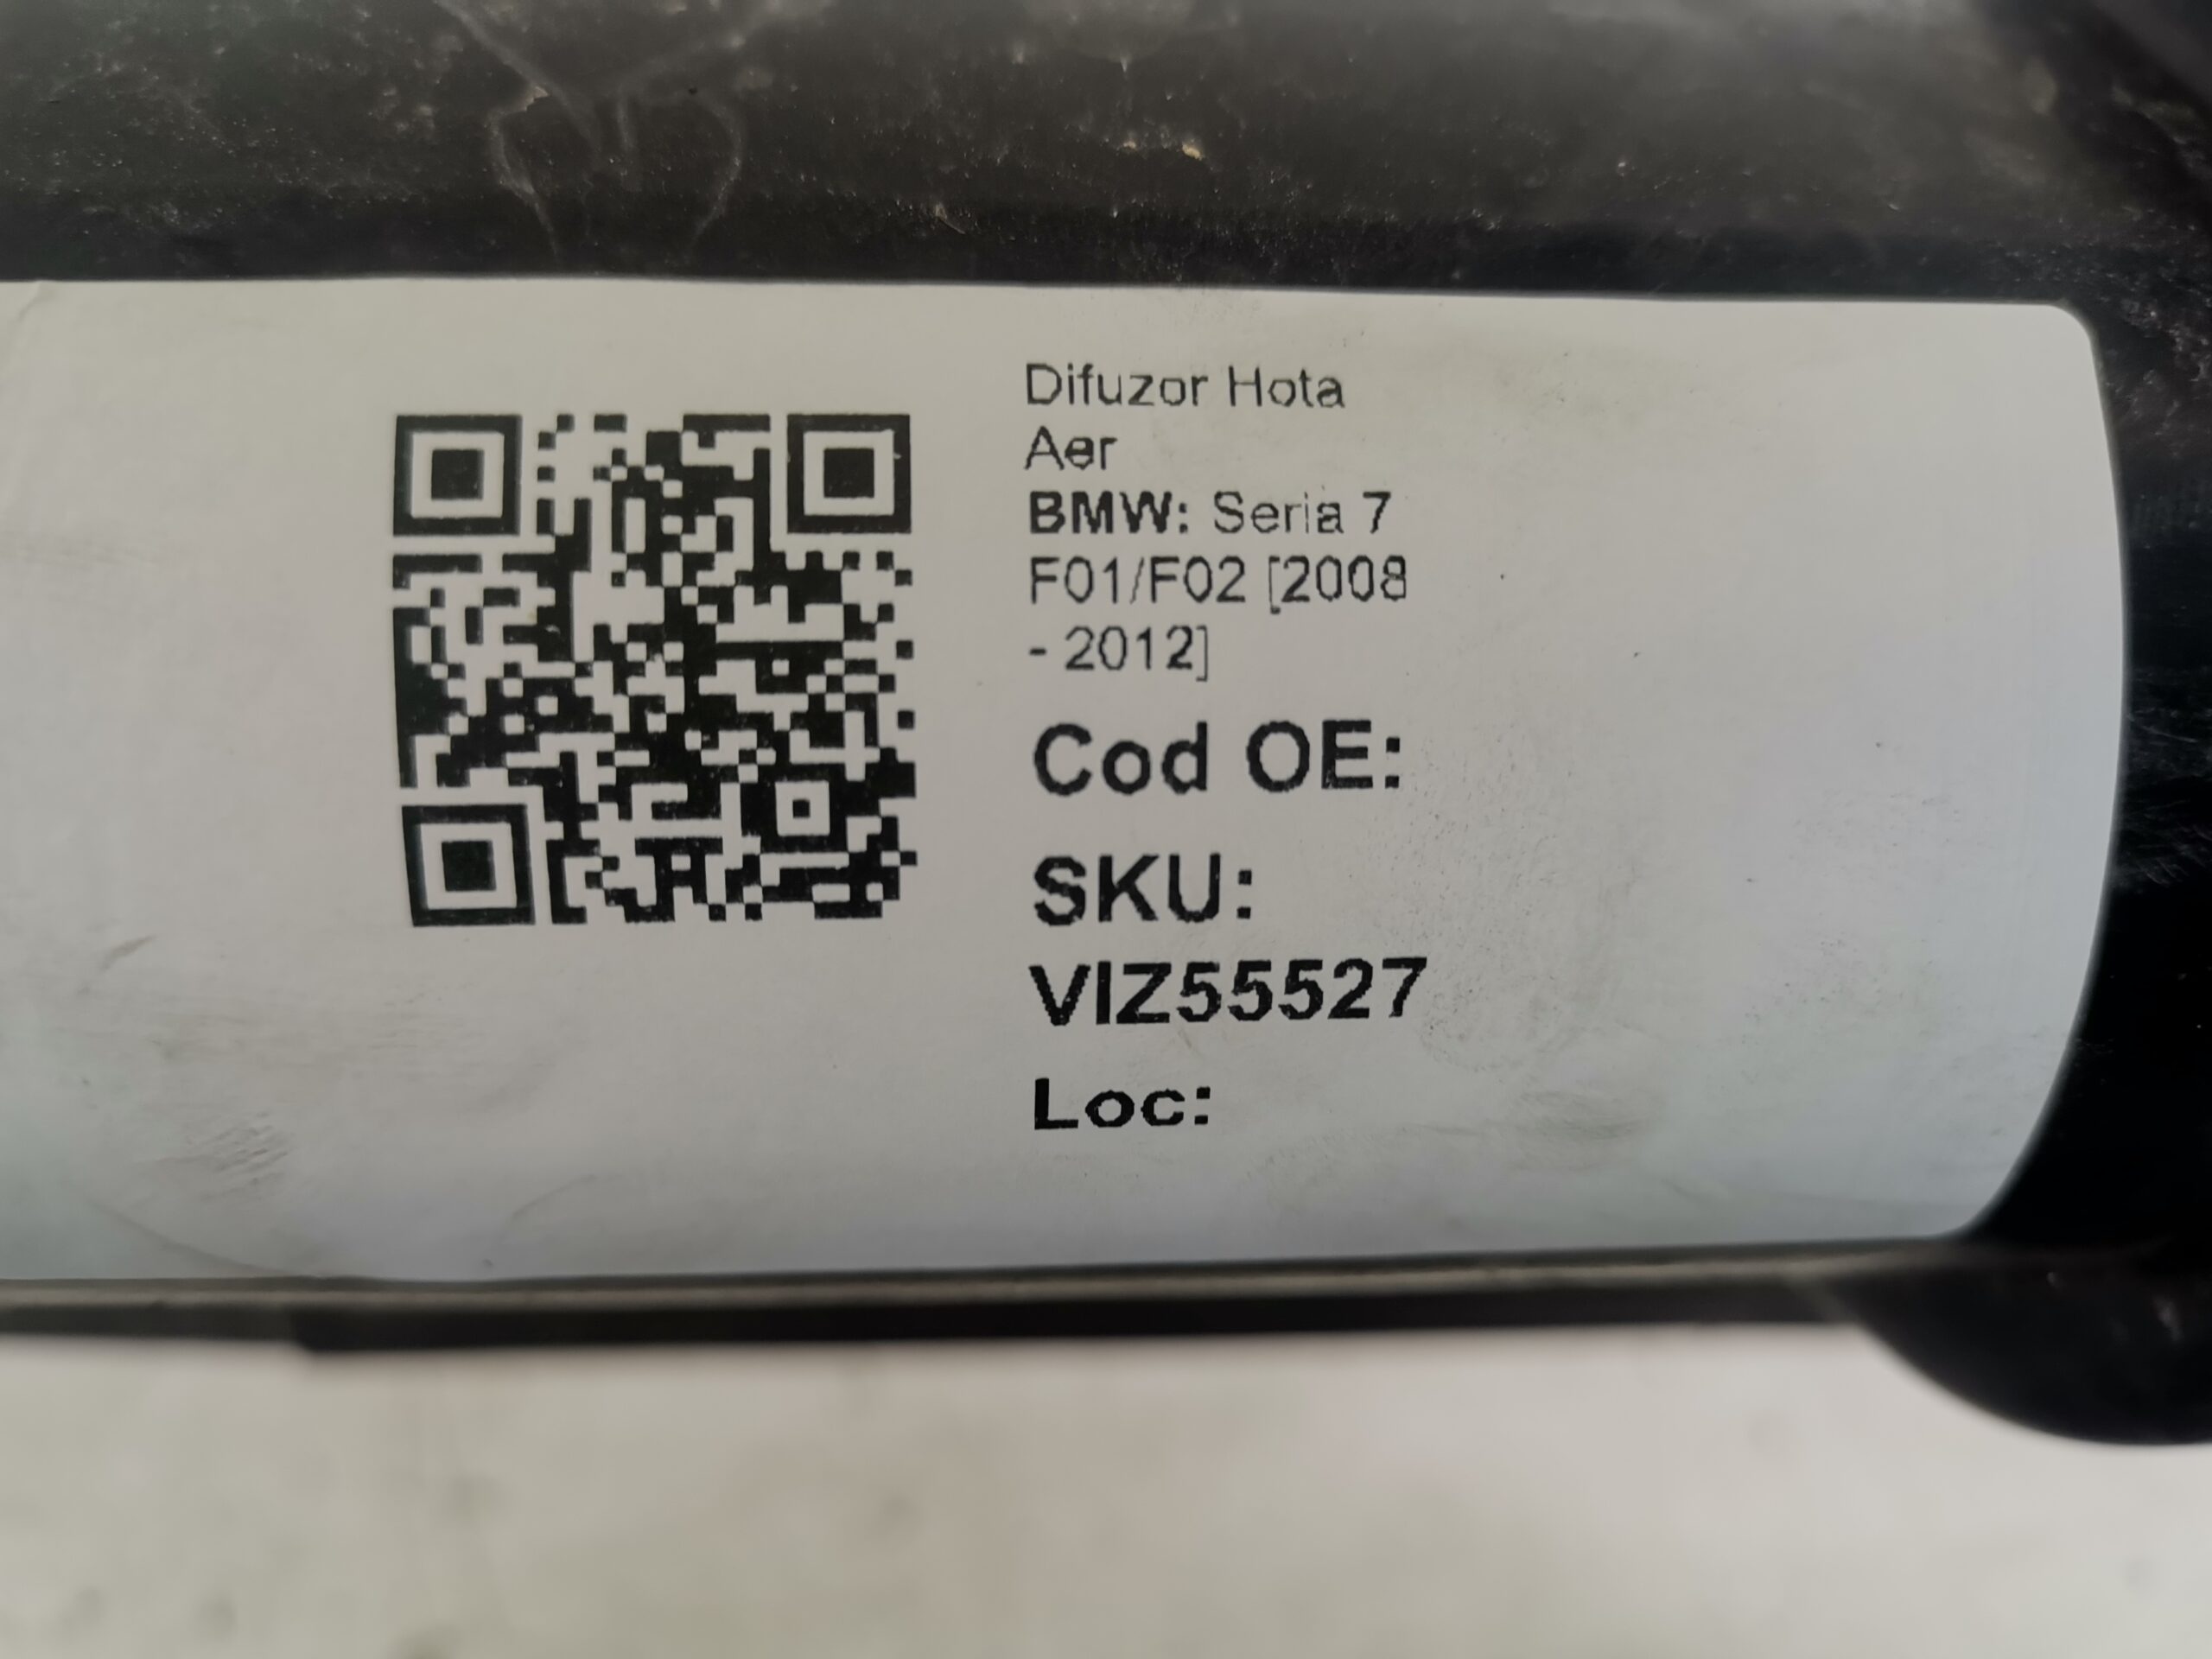 Difuzor Hota
Aer
BMW: Seria 7
F01/F02 [2008
- 2012]
Cod OE:
SKU:
VIZ55527
Loc: